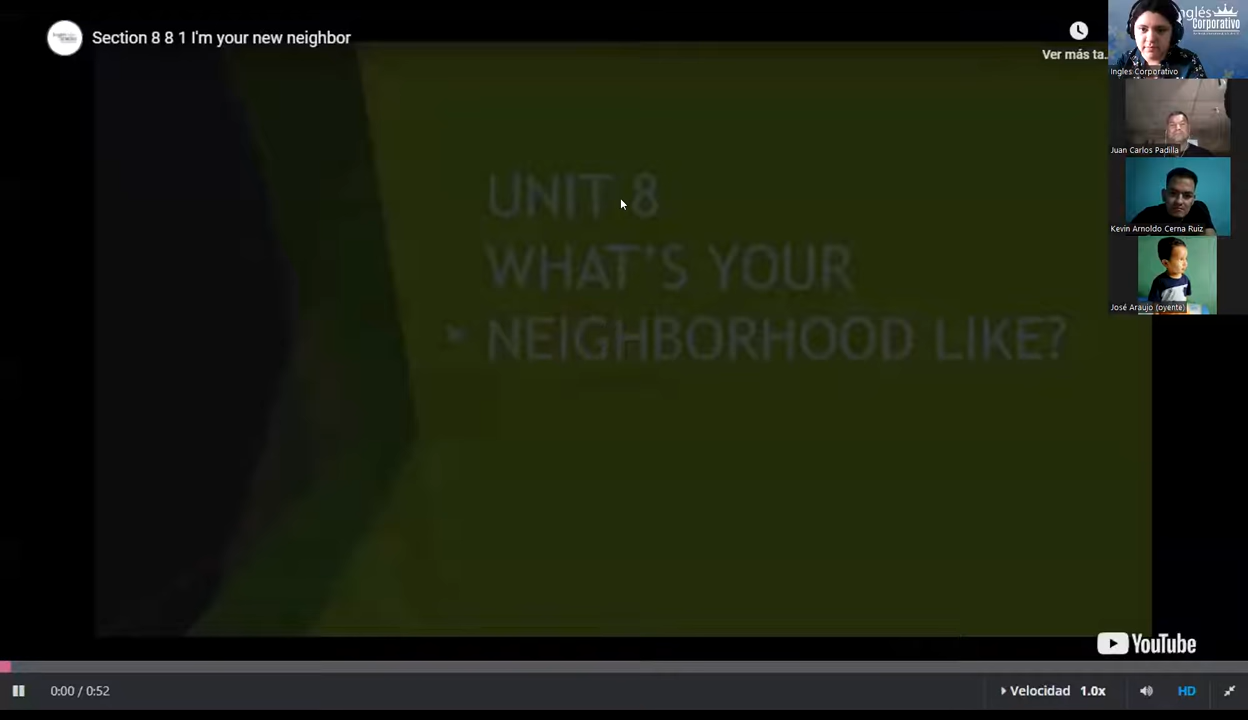 Section 8 8 1 I'm your new neighbor
Ver más ta...
UNIT 8
WHAT'S YOUR
NEIGHBORHOOD LIKE?
Inglés
Corporativo
Ingles Corporativo
Juan Carlos Padilla
Kevin Arnoldo Cerna Ruiz
José Araujo (oyente)
YouTube
0:00 / 0:52
Velocidad 1.0x
HD